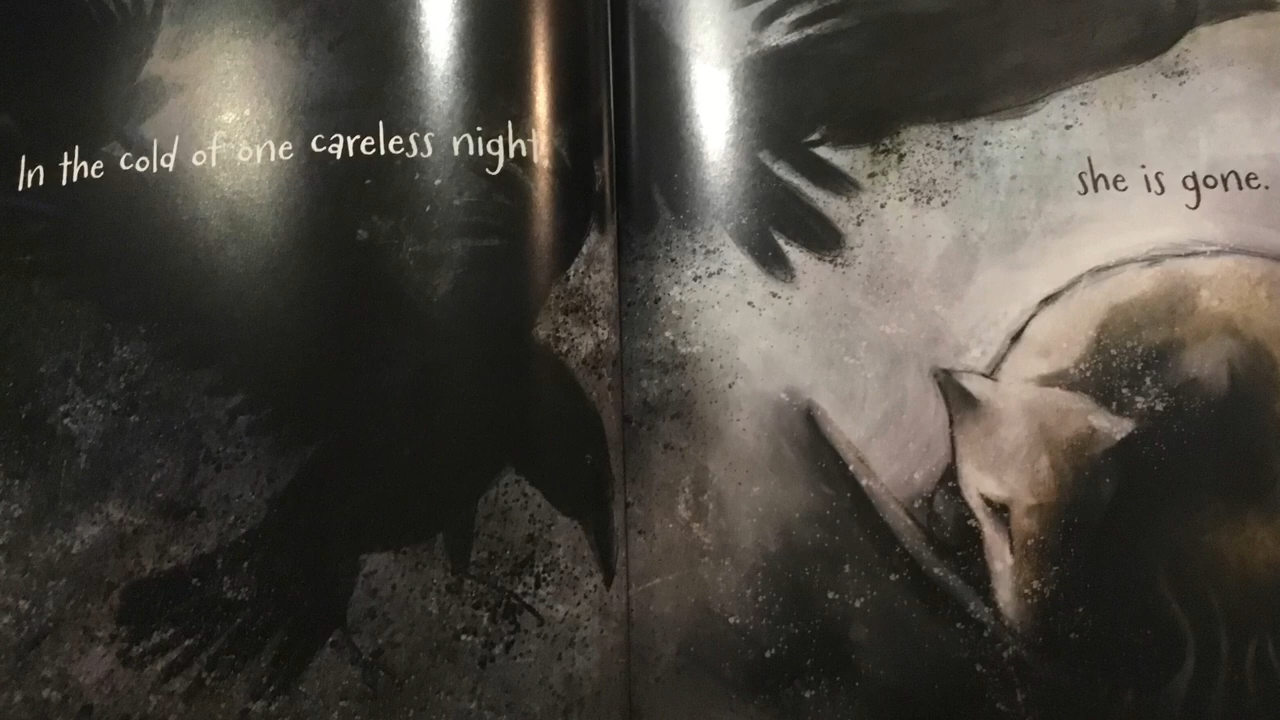 In the cold of one careless night
she is gone.